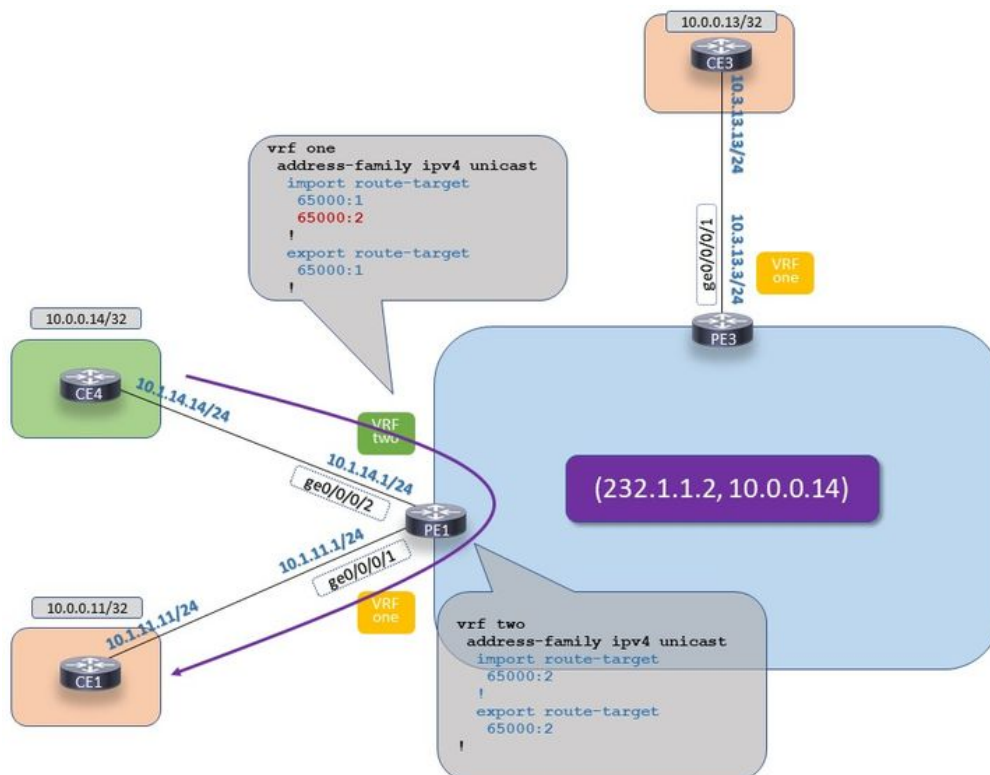 10.0.0.13/32
CE3
10.3.13.13/24
vrf one
address-family ipv4 unicast
import route-target
65000:1
65000:2
!
export route-target
65000:1
!
ge0/0/0/1
10.3.13.3/24
VRF
one
PE3
10.0.0.14/32
CE4
10.1.14.14/24
VRF
two
10.1.14.1/24
ge0/0/0/2
(232.1.1.2, 10.0.0.14)
PE1
10.1.11.1/24
ge0/0/0/1
10.0.0.11/32
10.1.11.11/24
VRF
one
CE1
vrf two
address-family ipv4 unicast
import route-target
65000:2
!
export route-target
65000:2
!